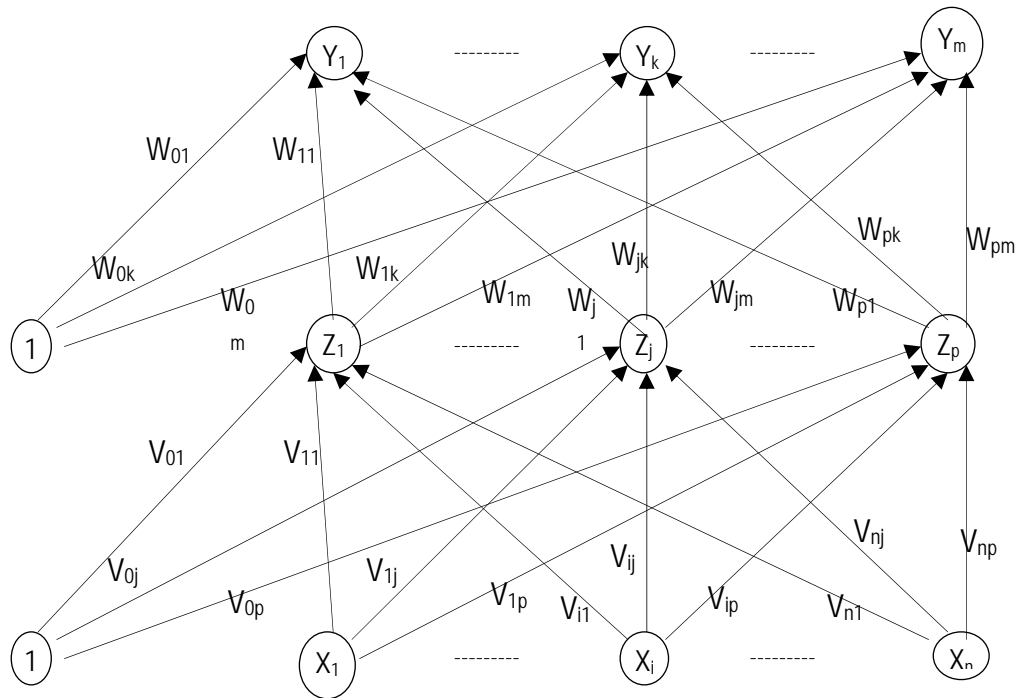 Y1 --------- Yk --------- Ym
W01 W11
Wpk Wpm
W0k W1k Wjk
W0 W1m Wj Wjm Wp1
m 1
1 Z1 --------- Zj --------- Zp
V01 V11
Vnj Vnp
V0j V1j Vij
V0p V1p Vi1 Vip Vn1
1 X1 --------- Xi --------- Xn